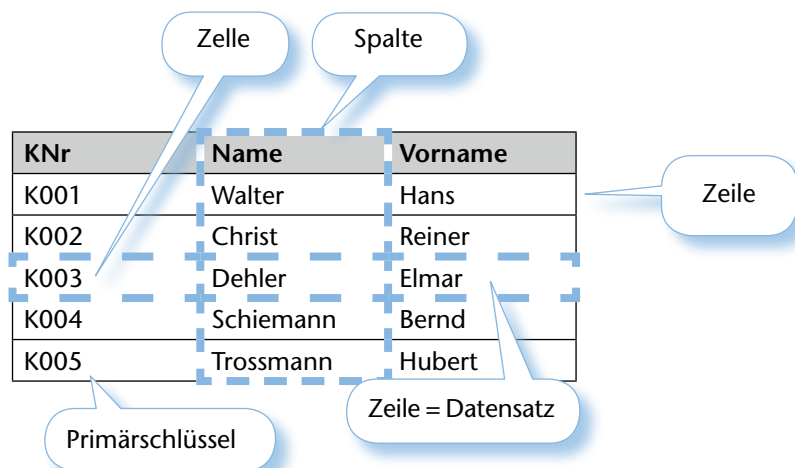 Zelle
Spalte
KNr Name Vorname
K001 Walter Hans
Zeile
K002 Christ Reiner
K003 Dehler Elmar
K004 Schiemann Bernd
K005 Trossmann Hubert
Zeile = Datensatz
Primärschlüssel